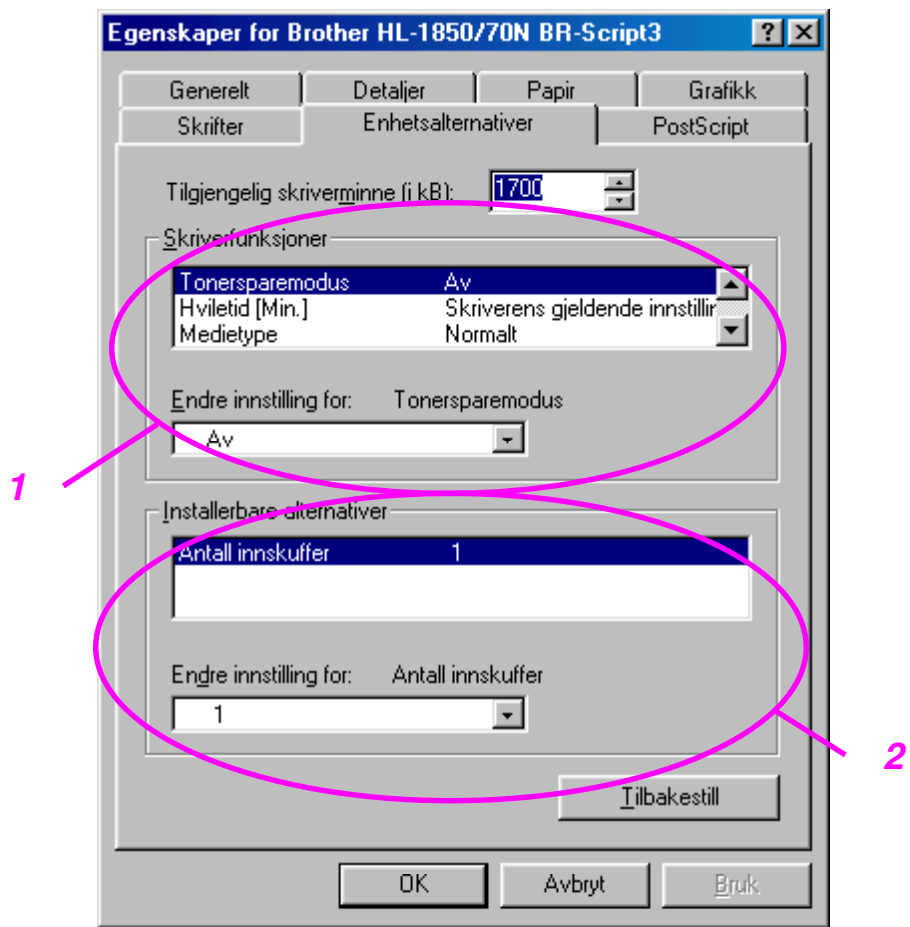 Egenskaper for Brother HL-1850/70N BR-Script3
Generelt Detaljer Papir Grafikk
Skrifter Enhetsalternativer PostScript
Tilgjengelig skriverminne (i kB): 1700
Skriverfunksjoner
Tonersparemodus Av
Hviletid [Min.] Skriverens gjeldende innstillin
Medietype Normalt
Endre innstilling for: Tonersparemodus
Av
1
Installerbare alternativer
Antall innskuffer 1
Endre innstilling for: Antall innskuffer
1
2
Tilbakestill
OK Avbryt Bruk